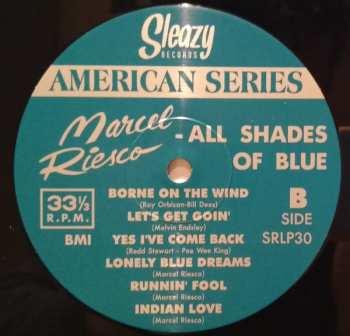 Sleazy
RECORDS
AMERICAN SERIES
Marcel Riesco - ALL SHADES OF BLUE
33⅓
R.P.M.
BMI
BORNE ON THE WIND
(Roy Orbison-Bill Dees)
LET'S GET GOIN'
(Melvin Endsley)
YES I'VE COME BACK
(Redd Stewart - Pee Wee King)
LONELY BLUE DREAMS
(Marcel Riesco)
RUNNIN' FOOL
(Marcel Riesco)
INDIAN LOVE
(Marcel Riesco)
B
SIDE
SRLP30